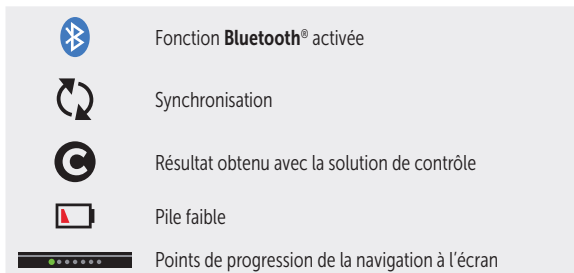 Fonction Bluetooth® activée
Synchronisation
C Résultat obtenu avec la solution de contrôle
Pile faible
Points de progression de la navigation à l'écran